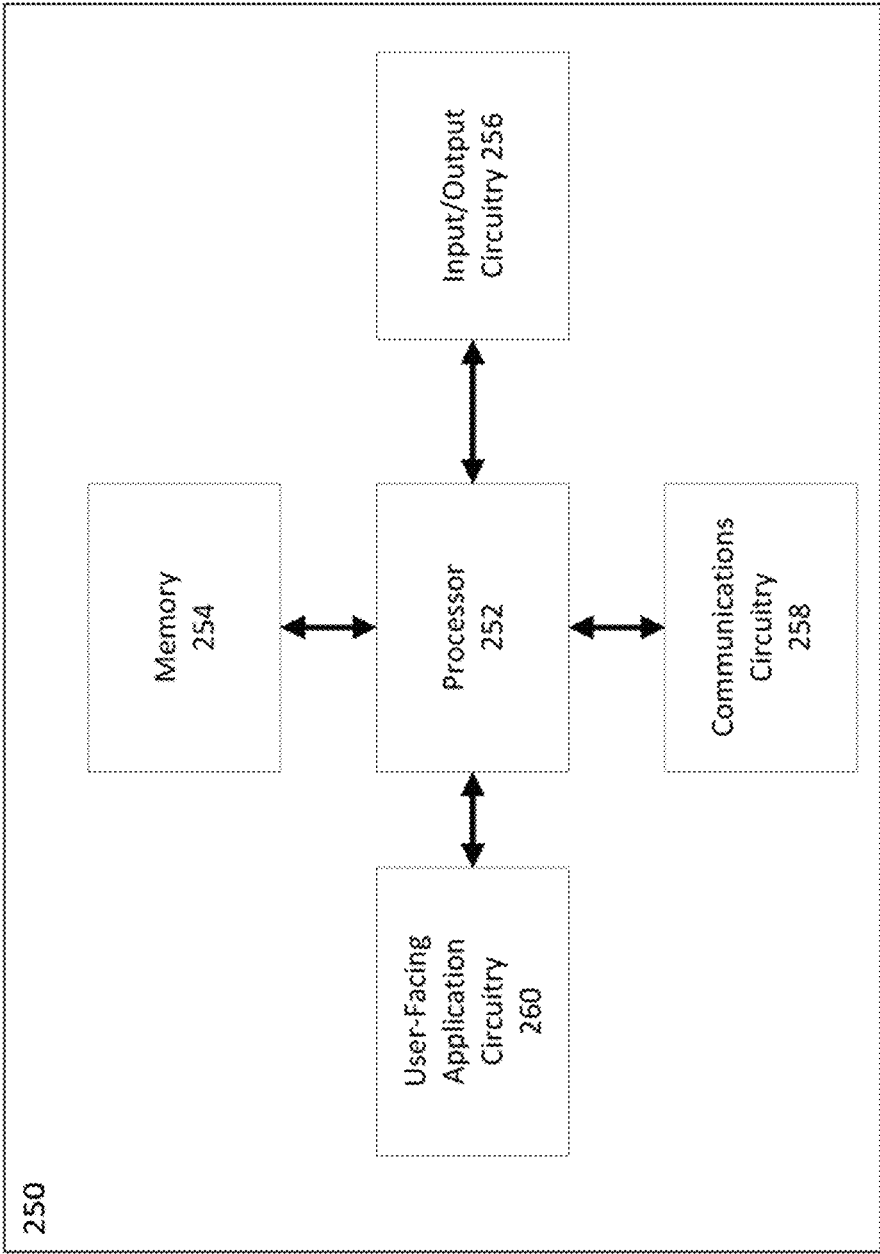 250
Memory
254
User-Facing
Application
Circuitry
260
Processor
252
Input/Output
Circuitry 256
Communications
Circuitry
258